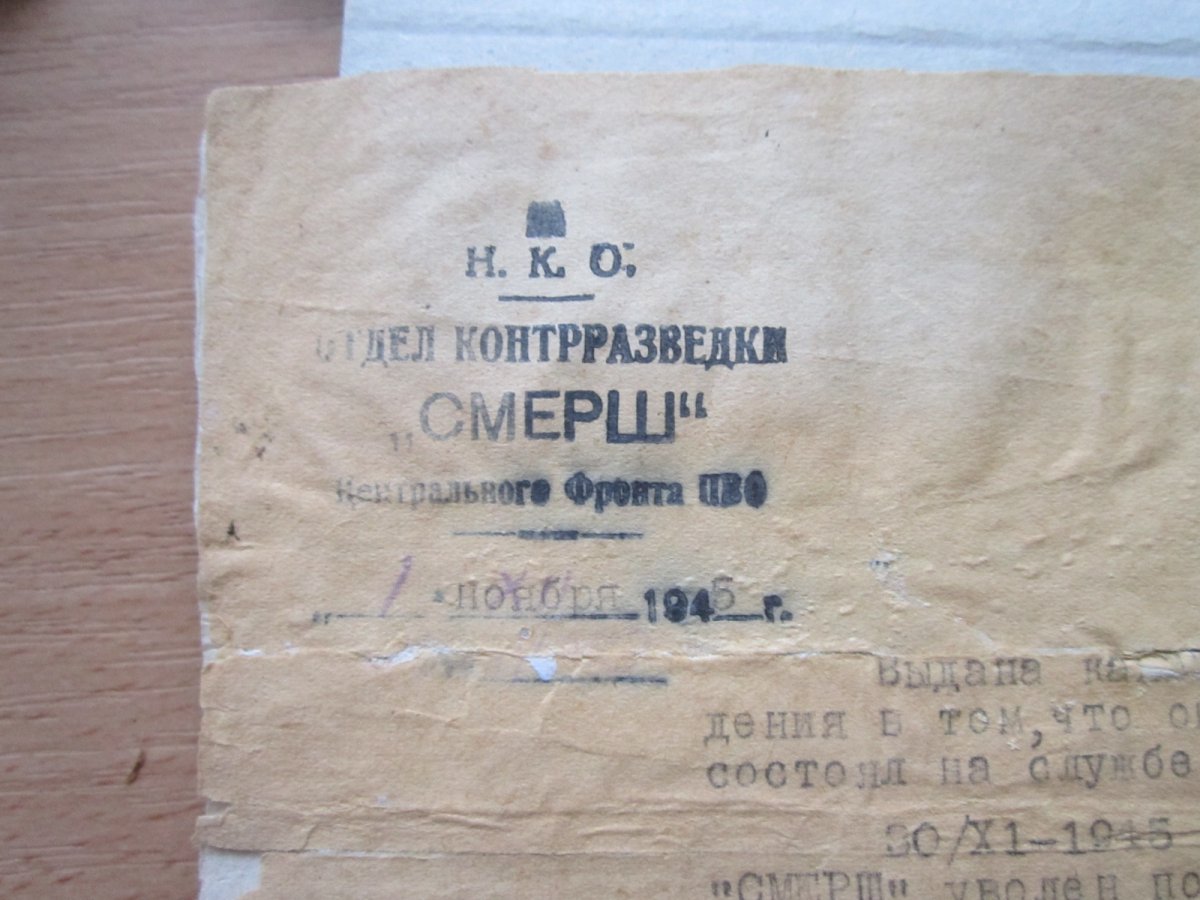 Н. К. О.
ОТДЕЛ КОНТРРАЗВЕДКИ
„СМЕРШ“
Центрального Фронта ПВО
„ 1 “ ноября 1945 г.
Выдана
дения в том,что
состоял на службе
30/XI-1945
"СМЕРШ" уволен по